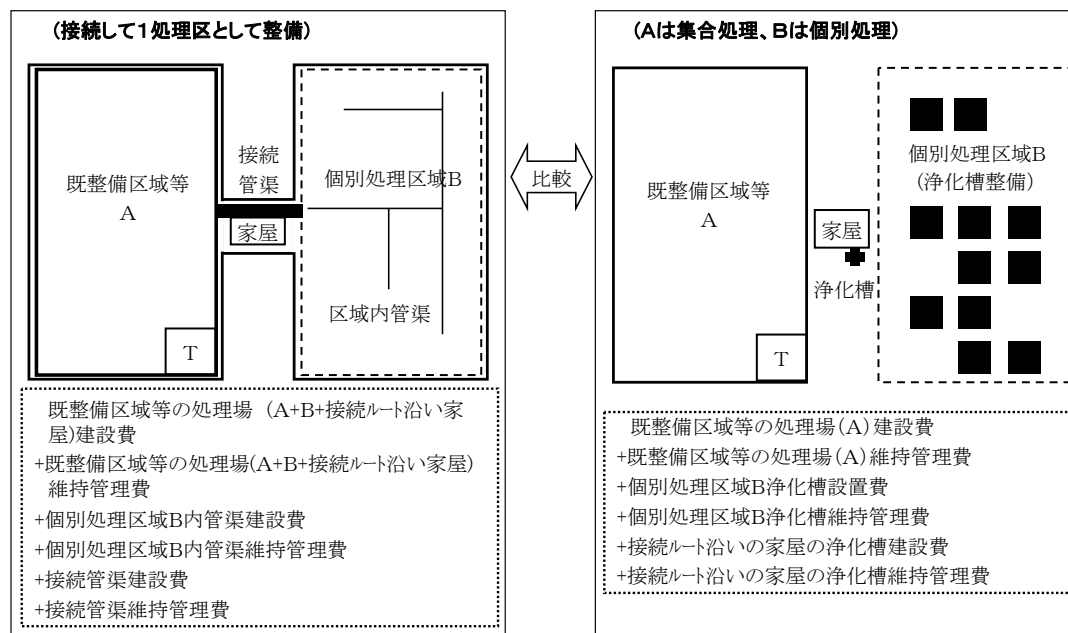 (接続して1処理区として整備)
接続
管渠
既整備区域等
A
個別処理区域B
家屋
区域内管渠
T
既整備区域等の処理場 (A+B+接続ルート沿い家
屋)建設費
+既整備区域等の処理場(A+B+接続ルート沿い家屋)
維持管理費
+個別処理区域B内管渠建設費
+個別処理区域B内管渠維持管理費
+接続管渠建設費
+接続管渠維持管理費
比較
(Aは集合処理、Bは個別処理)
既整備区域等
A
個別処理区域B
(浄化槽整備)
家屋
浄化槽
T
既整備区域等の処理場(A)建設費
+既整備区域等の処理場(A)維持管理費
+個別処理区域B浄化槽設置費
+個別処理区域B浄化槽維持管理費
+接続ルート沿いの家屋の浄化槽建設費
+接続ルート沿いの家屋の浄化槽維持管理費